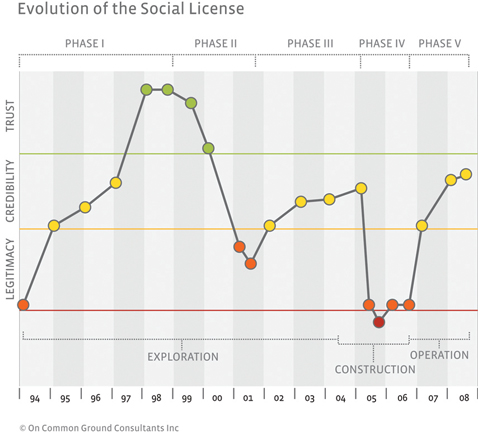 Evolution of the Social License
PHASE I PHASE II PHASE III PHASE IV PHASE V
TRUST
CREDIBILITY
LEGITIMACY
EXPLORATION
OPERATION
CONSTRUCTION
94 95 96 97 98 99 00 01 02 03 04 05 06 07 08
© On Common Ground Consultants Inc